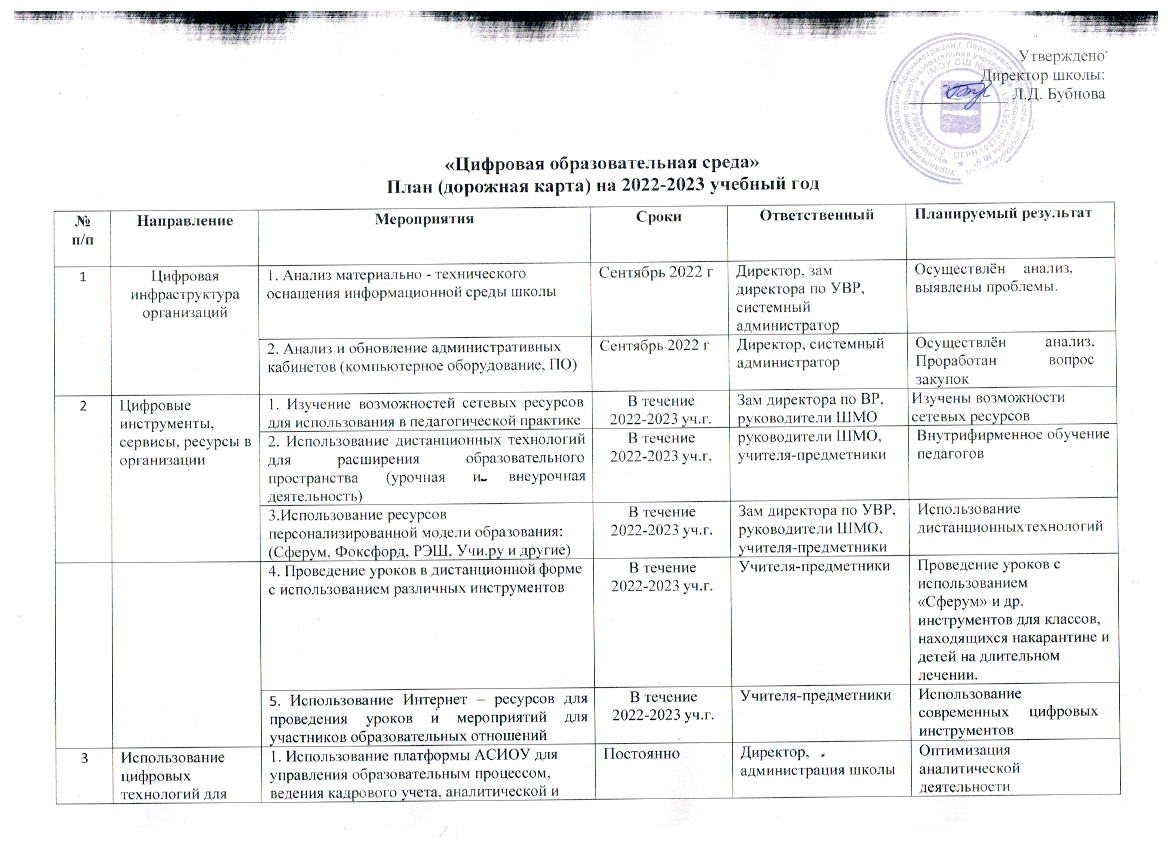 Утверждено
Директор школы:
Л.Д. Бубнова
«Цифровая образовательная среда»
План (дорожная карта) на 2022-2023 учебный год
№ п/п
Направление
Мероприятия
Сроки
Ответственный
Планируемый результат
1
Цифровая
инфраструктура
организаций
1. Анализ материально - технического
оснащения информационной среды школы
Сентябрь 2022 г
Директор, зам
директора по УВР,
системный
администратор
Осуществлён анализ,
выявлены проблемы.
2. Анализ и обновление административных
кабинетов (компьютерное оборудование, ПО)
Сентябрь 2022 г
Директор, системный
администратор
Осуществлён анализ.
Проработан вопрос
закупок
2
Цифровые
инструменты,
сервисы, ресурсы в
организации
1. Изучение возможностей сетевых ресурсов
для использования в педагогической практике
В течение
2022-2023 уч.г.
Зам директора по ВР,
руководители ШМО
Изучены возможности
сетевых ресурсов
2. Использование дистанционных технологий
для расширения образовательного
пространства (урочная и внеурочная
деятельность)
В течение
2022-2023 уч.г.
руководители ШМО,
учителя-предметники
Внутрифирменное обучение
педагогов
3.Использование ресурсов
персонализированной модели образования:
(Сферум, Фоксфорд, РЭШ, Учи.ру и другие)
В течение
2022-2023 уч.г.
Зам директора по УВР.
руководители ШМО,
учителя-предметники
Использование
дистанционныхтехнологий
4. Проведение уроков в дистанционной форме
с использованием различных инструментов
В течение
2022-2023 уч.г.
Учителя-предметники
Проведение уроков с
использованием
«Сферум» и др.
инструментов для классов,
находящихся накарантине и
детей на длительном
лечении.
5. Использование Интернет – ресурсов для
проведения уроков и мероприятий для
участников образовательных отношений
В течение
2022-2023 уч.г.
Учителя-предметники
Использование
современных цифровых
инструментов
3
Использование
цифровых
технологий для
1. Использование платформы АСИОУ для
управления образовательным процессом,
ведения кадрового учета, аналитической и
Постоянно
Директор,
администрация школы
Оптимизация
аналитической
деятельности